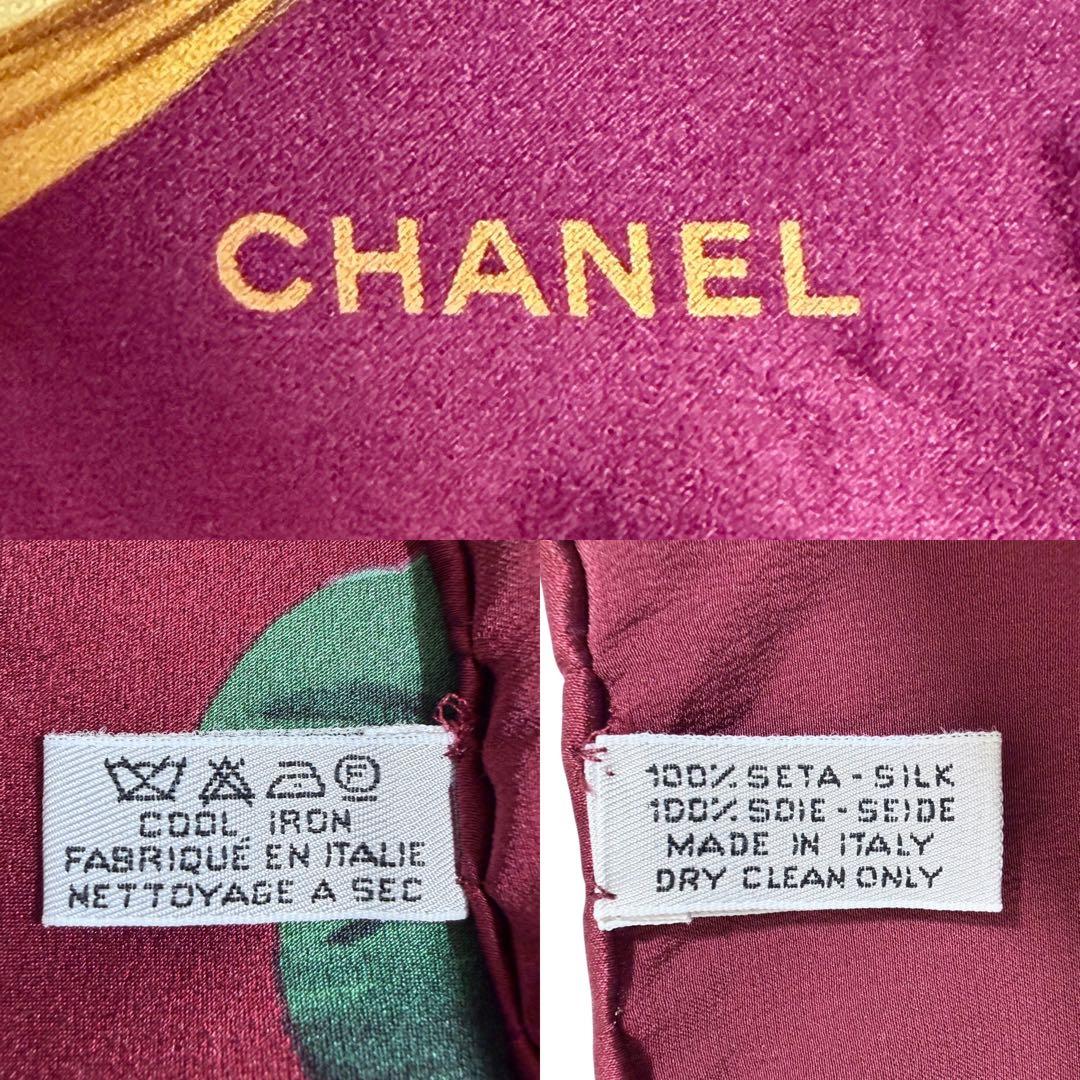 CHANEL
COOL IRON
FABRIQUÉ EN ITALIE
NETTOYAGE A SEC
100% SETA - SILK
100% SOIE - SEIDE
MADE IN ITALY
DRY CLEAN ONLY